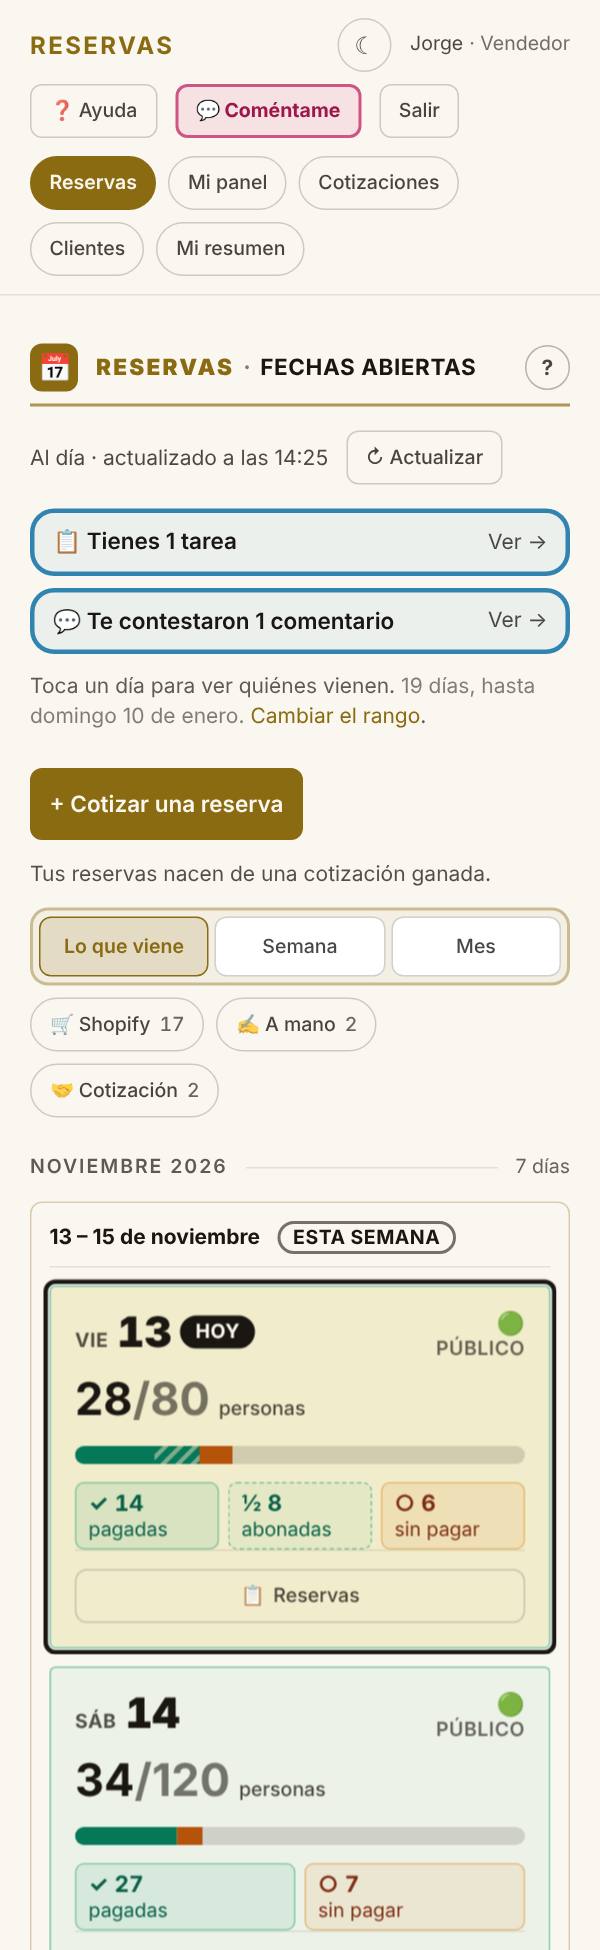 RESERVAS
☾
Jorge · Vendedor
❓ Ayuda
💬 Coméntame
Salir
Reservas
Mi panel
Cotizaciones
Clientes
Mi resumen
July 17
RESERVAS · FECHAS ABIERTAS
?
Al día · actualizado a las 14:25
↻ Actualizar
📋 Tienes 1 tarea
Ver →
💬 Te contestaron 1 comentario
Ver →
Toca un día para ver quiénes vienen. 19 días, hasta
domingo 10 de enero. Cambiar el rango.
+ Cotizar una reserva
Tus reservas nacen de una cotización ganada.
Lo que viene
Semana
Mes
🛒 Shopify 17
✍️ A mano 2
🤝 Cotización 2
NOVIEMBRE 2026
7 días
13 – 15 de noviembre
ESTA SEMANA
VIE 13 HOY
PÚBLICO
28/80 personas
✓ 14
pagadas
½ 8
abonadas
○ 6
sin pagar
📋 Reservas
SÁB 14
PÚBLICO
34/120 personas
✓ 27
pagadas
○ 7
sin pagar